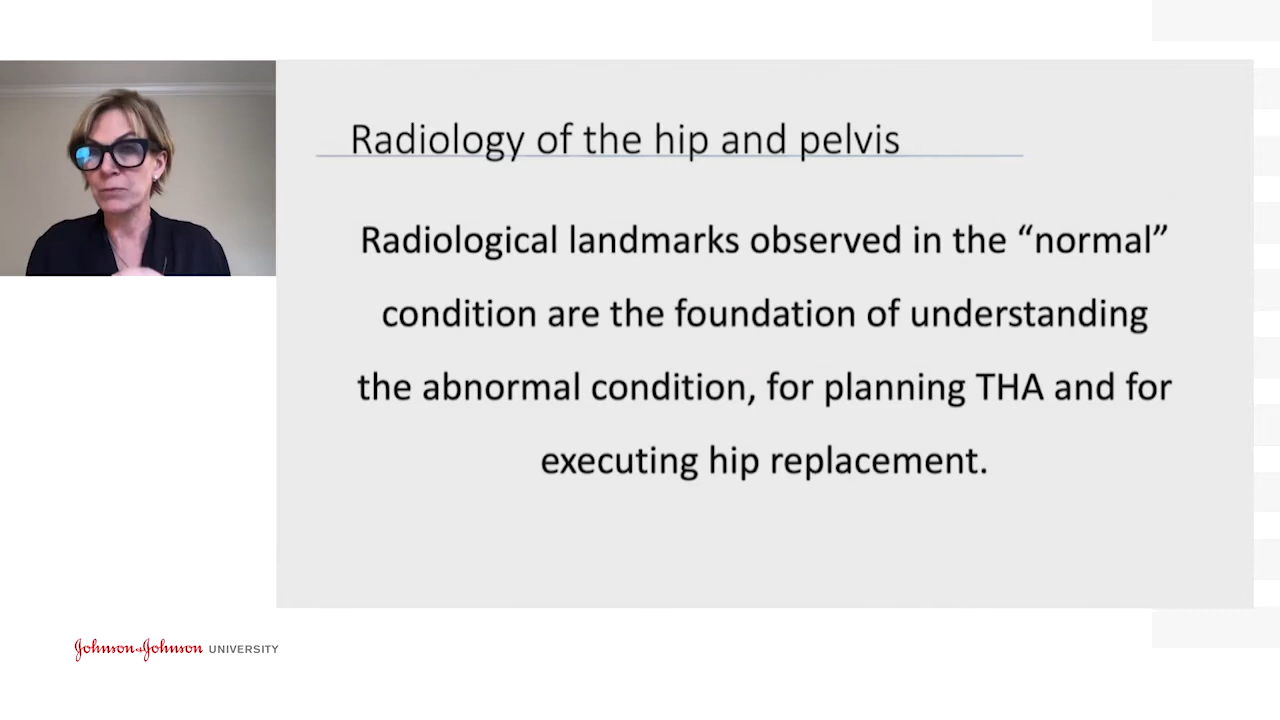 Radiology of the hip and pelvis
Radiological landmarks observed in the “normal”
condition are the foundation of understanding
the abnormal condition, for planning THA and for
executing hip replacement.
Johnson&Johnson UNIVERSITY